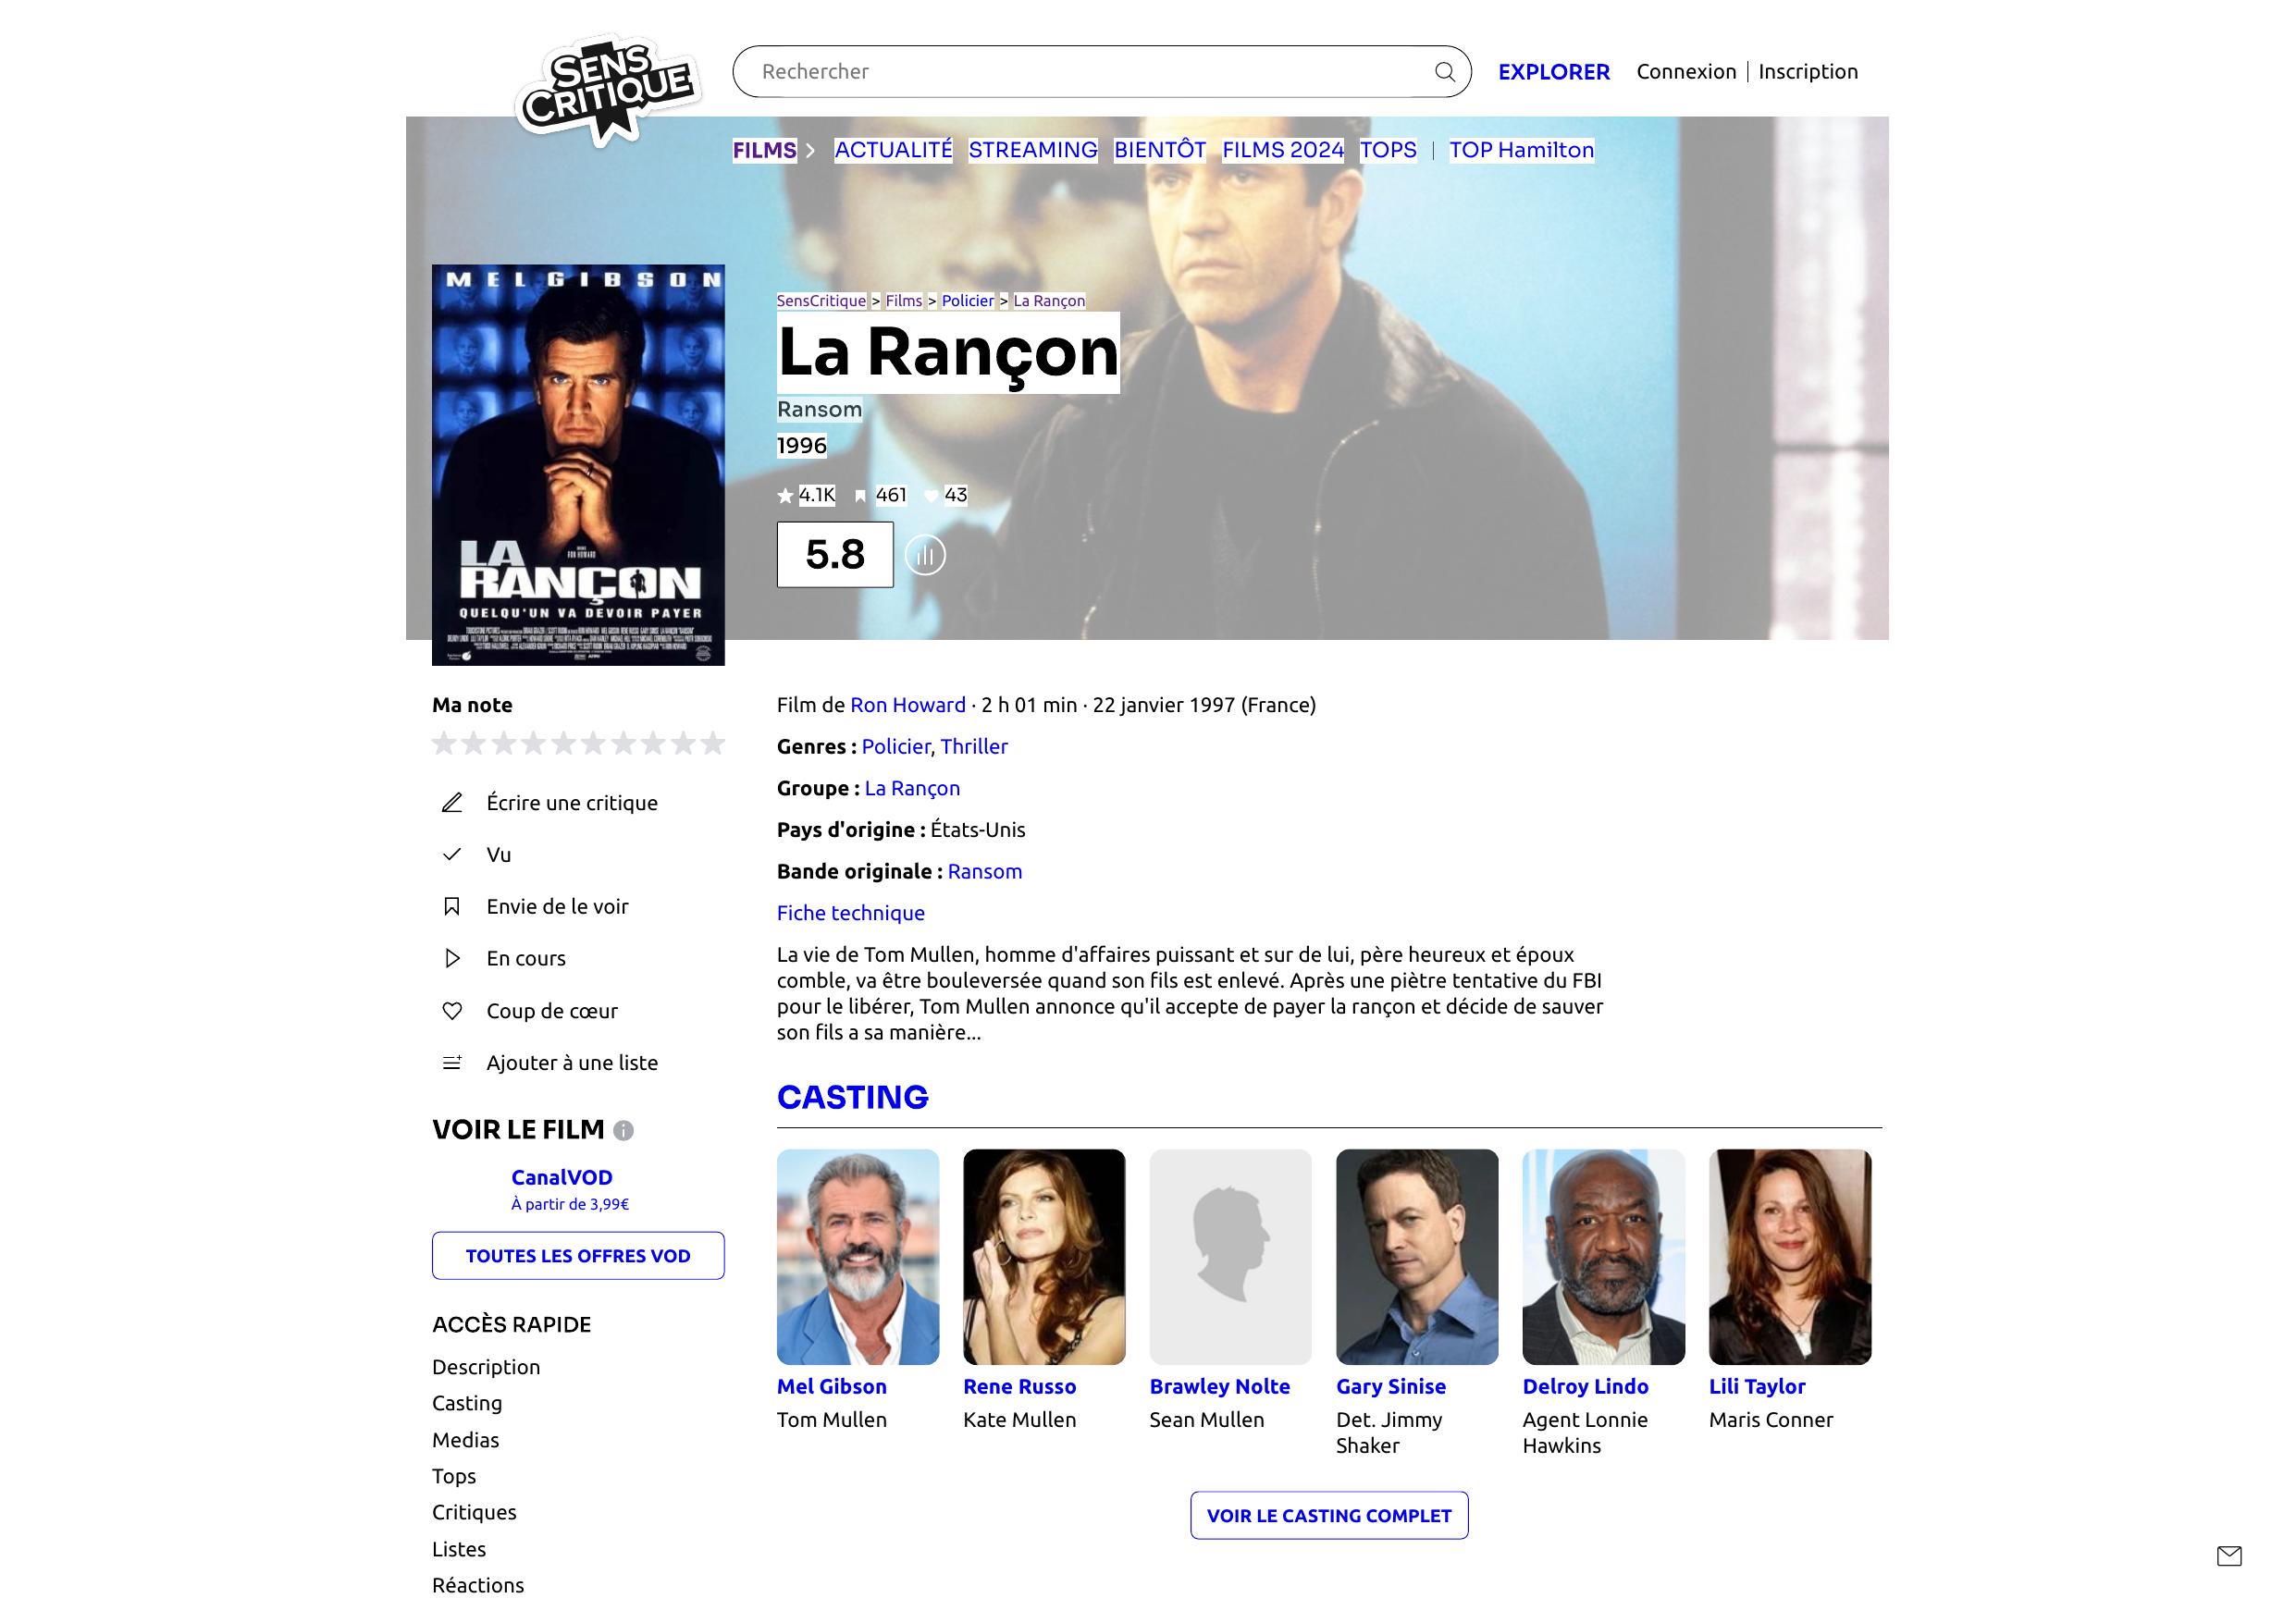 SENS
CRITIQUE
Rechercher
EXPLORER
Connexion | Inscription
FILMS
ACTUALITÉ
STREAMING
BIENTÔT
FILMS 2024
TOPS
TOP Hamilton
MEL GIBSON
LA
RANÇON
QUELQU'UN VA DEVOIR PAYER
SensCritique > Films > Policier > La Rançon
La Rançon
Ransom
1996
4.1K
461
43
5.8
Ma note
Écrire une critique
Vu
Envie de le voir
En cours
Coup de cœur
Ajouter à une liste
VOIR LE FILM
CanalVOD
À partir de 3,99€
TOUTES LES OFFRES VOD
ACCÈS RAPIDE
Description
Casting
Medias
Tops
Critiques
Listes
Réactions
Film de Ron Howard · 2 h 01 min · 22 janvier 1997 (France)
Genres : Policier, Thriller
Groupe : La Rançon
Pays d'origine : États-Unis
Bande originale : Ransom
Fiche technique
La vie de Tom Mullen, homme d'affaires puissant et sur de lui, père heureux et époux
comble, va être bouleversée quand son fils est enlevé. Après une piètre tentative du FBI
pour le libérer, Tom Mullen annonce qu'il accepte de payer la rançon et décide de sauver
son fils a sa manière...
CASTING
Mel Gibson
Tom Mullen
Rene Russo
Kate Mullen
Brawley Nolte
Sean Mullen
Gary Sinise
Det. Jimmy
Shaker
Delroy Lindo
Agent Lonnie
Hawkins
Lili Taylor
Maris Conner
VOIR LE CASTING COMPLET